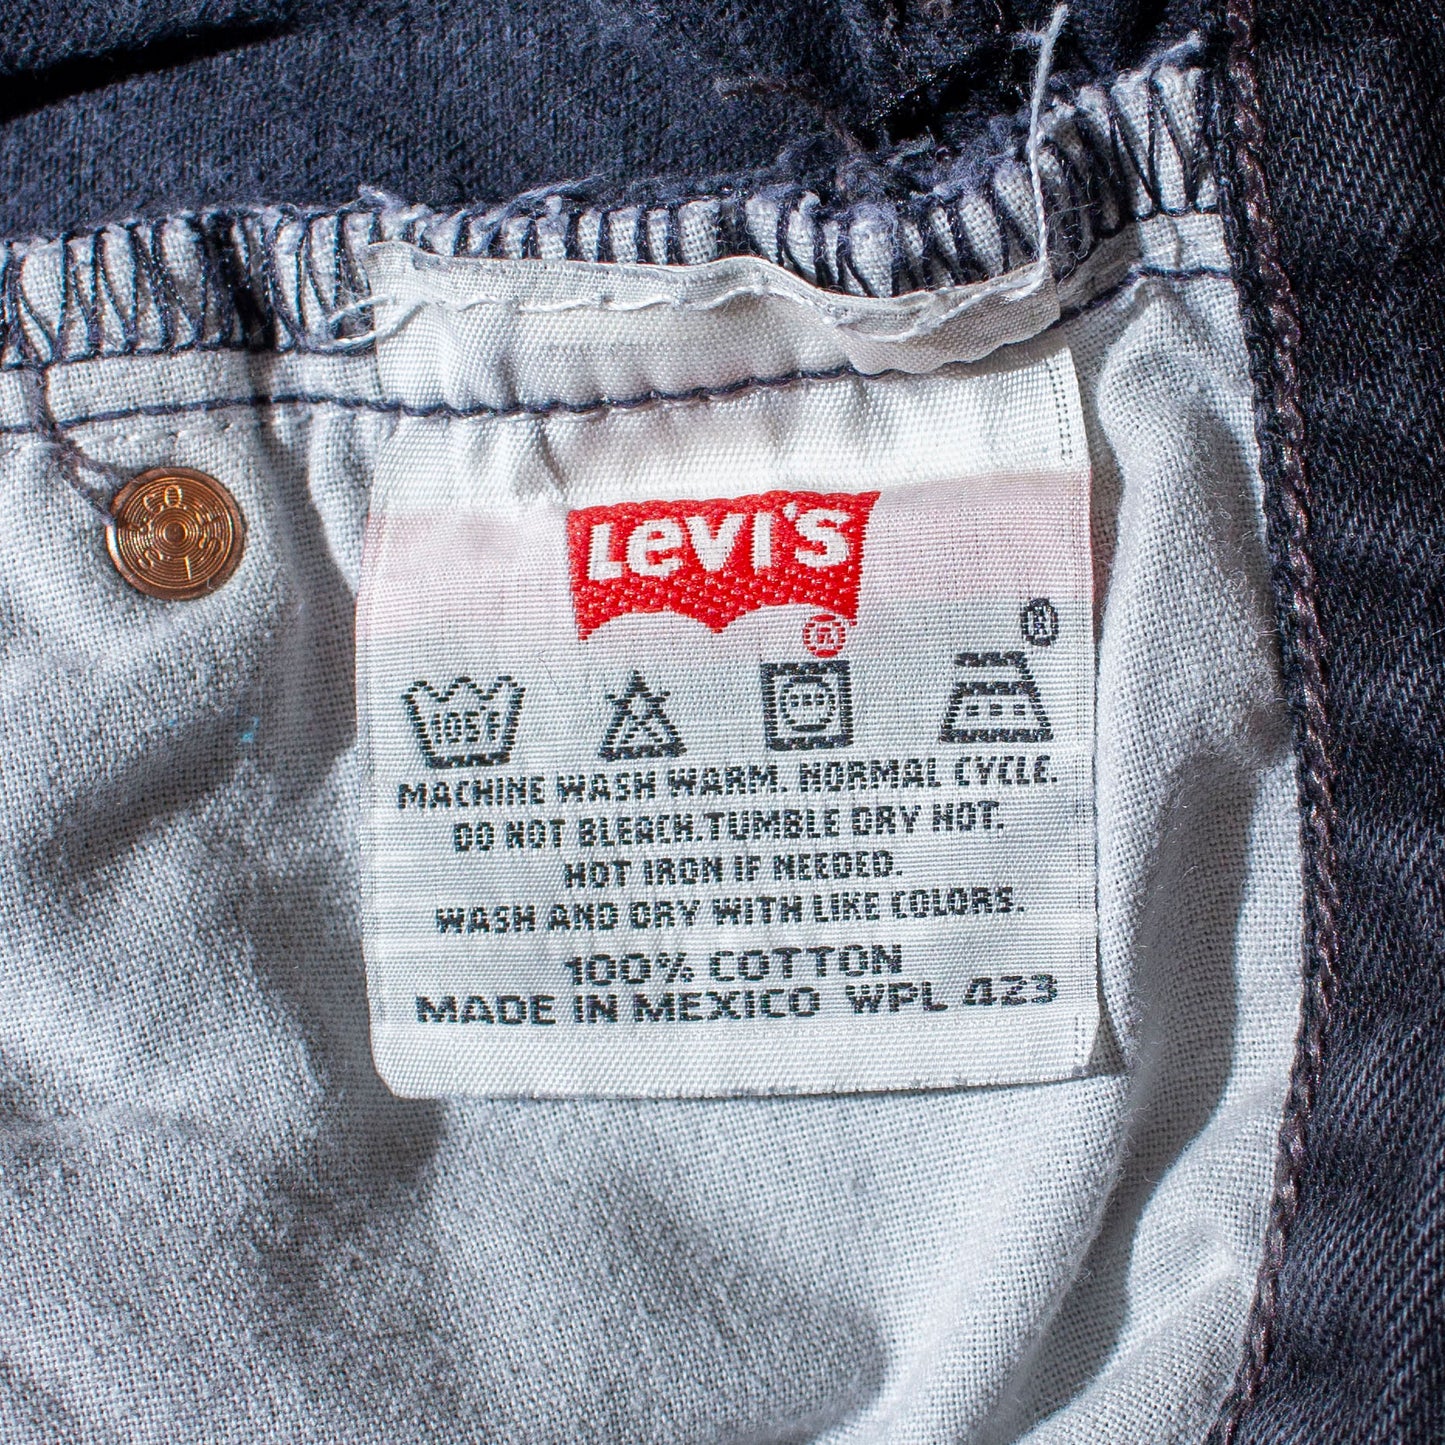 Levi's
®
®
105F
MACHINE WASH WARM. NORMAL CYCLE.
DO NOT BLEACH. TUMBLE DRY HOT.
HOT IRON IF NEEDED.
WASH AND DRY WITH LIKE COLORS.
100% COTTON
MADE IN MEXICO WPL 423